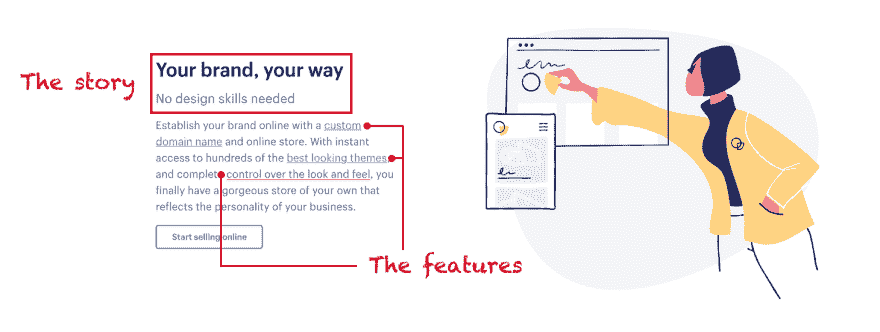 The story
Your brand, your way
No design skills needed
Establish your brand online with a custom
domain name and online store. With instant
access to hundreds of the best looking themes,
and complete control over the look and feel, you
finally have a gorgeous store of your own that
reflects the personality of your business.
Start selling online
The features